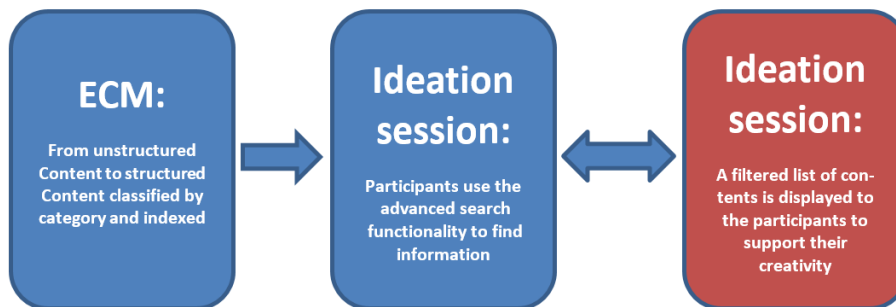 ECM:
From unstructured
Content to structured
Content classified by
category and indexed
Ideation
session:
Participants use the
advanced search
functionality to find
information
Ideation
session:
A filtered list of con-
tents is displayed to
the participants to
support their
creativity